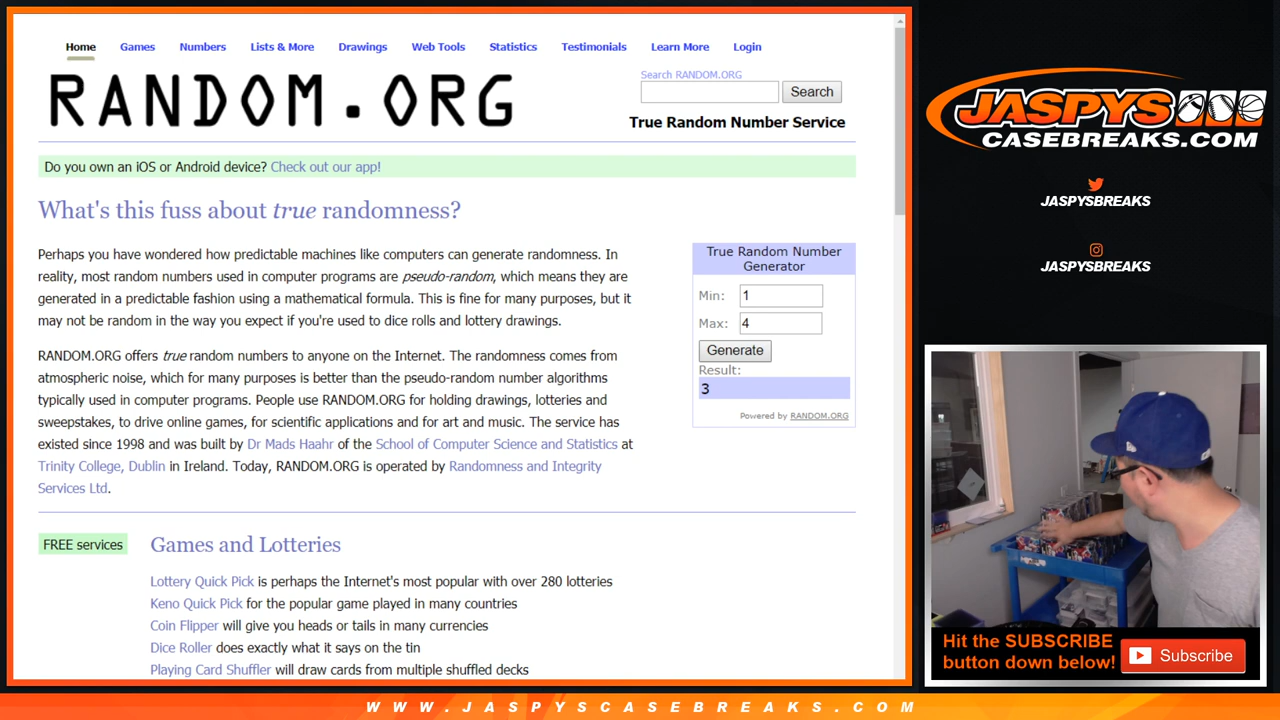 Home Games Numbers Lists & More Drawings Web Tools Statistics Testimonials Learn More Login
RANDOM.ORG
Search RANDOM.ORG
Search
True Random Number Service
Do you own an iOS or Android device? Check out our app!
What's this fuss about true randomness?
Perhaps you have wondered how predictable machines like computers can generate randomness. In
reality, most random numbers used in computer programs are pseudo-random, which means they are
generated in a predictable fashion using a mathematical formula. This is fine for many purposes, but it
may not be random in the way you expect if you're used to dice rolls and lottery drawings.
RANDOM.ORG offers true random numbers to anyone on the Internet. The randomness comes from
atmospheric noise, which for many purposes is better than the pseudo-random number algorithms
typically used in computer programs. People use RANDOM.ORG for holding drawings, lotteries and
sweepstakes, to drive online games, for scientific applications and for art and music. The service has
existed since 1998 and was built by Dr Mads Haahr of the School of Computer Science and Statistics at
Trinity College, Dublin in Ireland. Today, RANDOM.ORG is operated by Randomness and Integrity
Services Ltd.
True Random Number
Generator
Min: 1
Max: 4
Generate
Result:
3
Powered by RANDOM.ORG
FREE services
Games and Lotteries
Lottery Quick Pick is perhaps the Internet's most popular with over 280 lotteries
Keno Quick Pick for the popular game played in many countries
Coin Flipper will give you heads or tails in many currencies
Dice Roller does exactly what it says on the tin
Playing Card Shuffler will draw cards from multiple shuffled decks
JASPYS
CASEBREAKS.COM
JASPYSBREAKS
JASPYSBREAKS
Hit the SUBSCRIBE
button down below!
Subscribe
WWW.JASPYSCASEBREAKS.COM